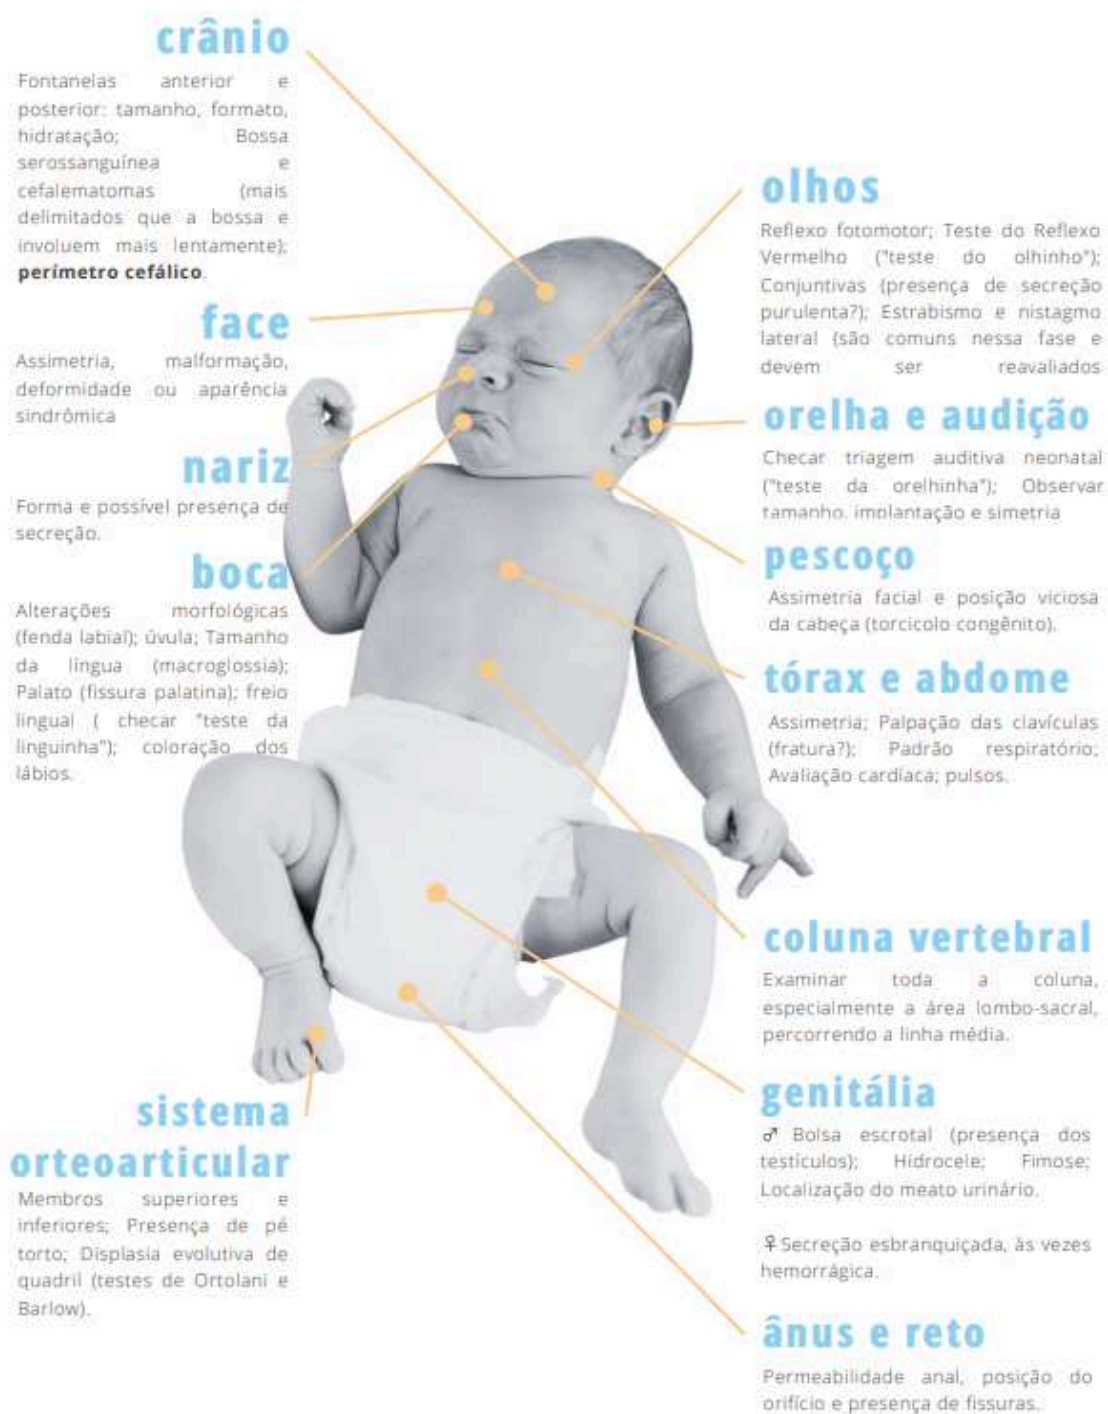 crânio
Fontanelas anterior e
posterior: tamanho, formato,
hidratação; Bossa
serossanguínea e
cefalematomas (mais
delimitados que a bossa e
involuem mais lentamente);
perímetro cefálico.
face
Assimetria, malformação,
deformidade ou aparência
sindrômica
nariz
Forma e possível presença de
secreção.
boca
Alterações morfológicas
(fenda labial); úvula; Tamanho
da língua (macroglossia);
Palato (fissura palatina); freio
lingual ( checar "teste da
linguinha"); coloração dos
lábios.
sistema
orteoarticular
Membros superiores e
inferiores; Presença de pé
torto; Displasia evolutiva de
quadril (testes de Ortolani e
Barlow).
olhos
Reflexo fotomotor; Teste do Reflexo
Vermelho ("teste do olhinho");
Conjuntivas (presença de secreção
purulenta?); Estrabismo e nistagmo
lateral (são comuns nessa fase e
devem ser reavaliados
orelha e audição
Checar triagem auditiva neonatal
("teste da orelhinha"); Observar
tamanho, implantação e simetria
pescoço
Assimetria facial e posição viciosa
da cabeça (torcicolo congênito).
tórax e abdome
Assimetria; Palpação das clavículas
(fratura?); Padrão respiratório;
Avaliação cardíaca; pulsos.
coluna vertebral
Examinar toda a coluna,
especialmente a área lombo-sacral,
percorrendo a linha média.
genitália
♂ Bolsa escrotal (presença dos
testículos); Hidrocele; Fimose;
Localização do meato urinário.
♀ Secreção esbranquiçada, às vezes
hemorrágica.
ânus e reto
Permeabilidade anal, posição do
orifício e presença de fissuras.